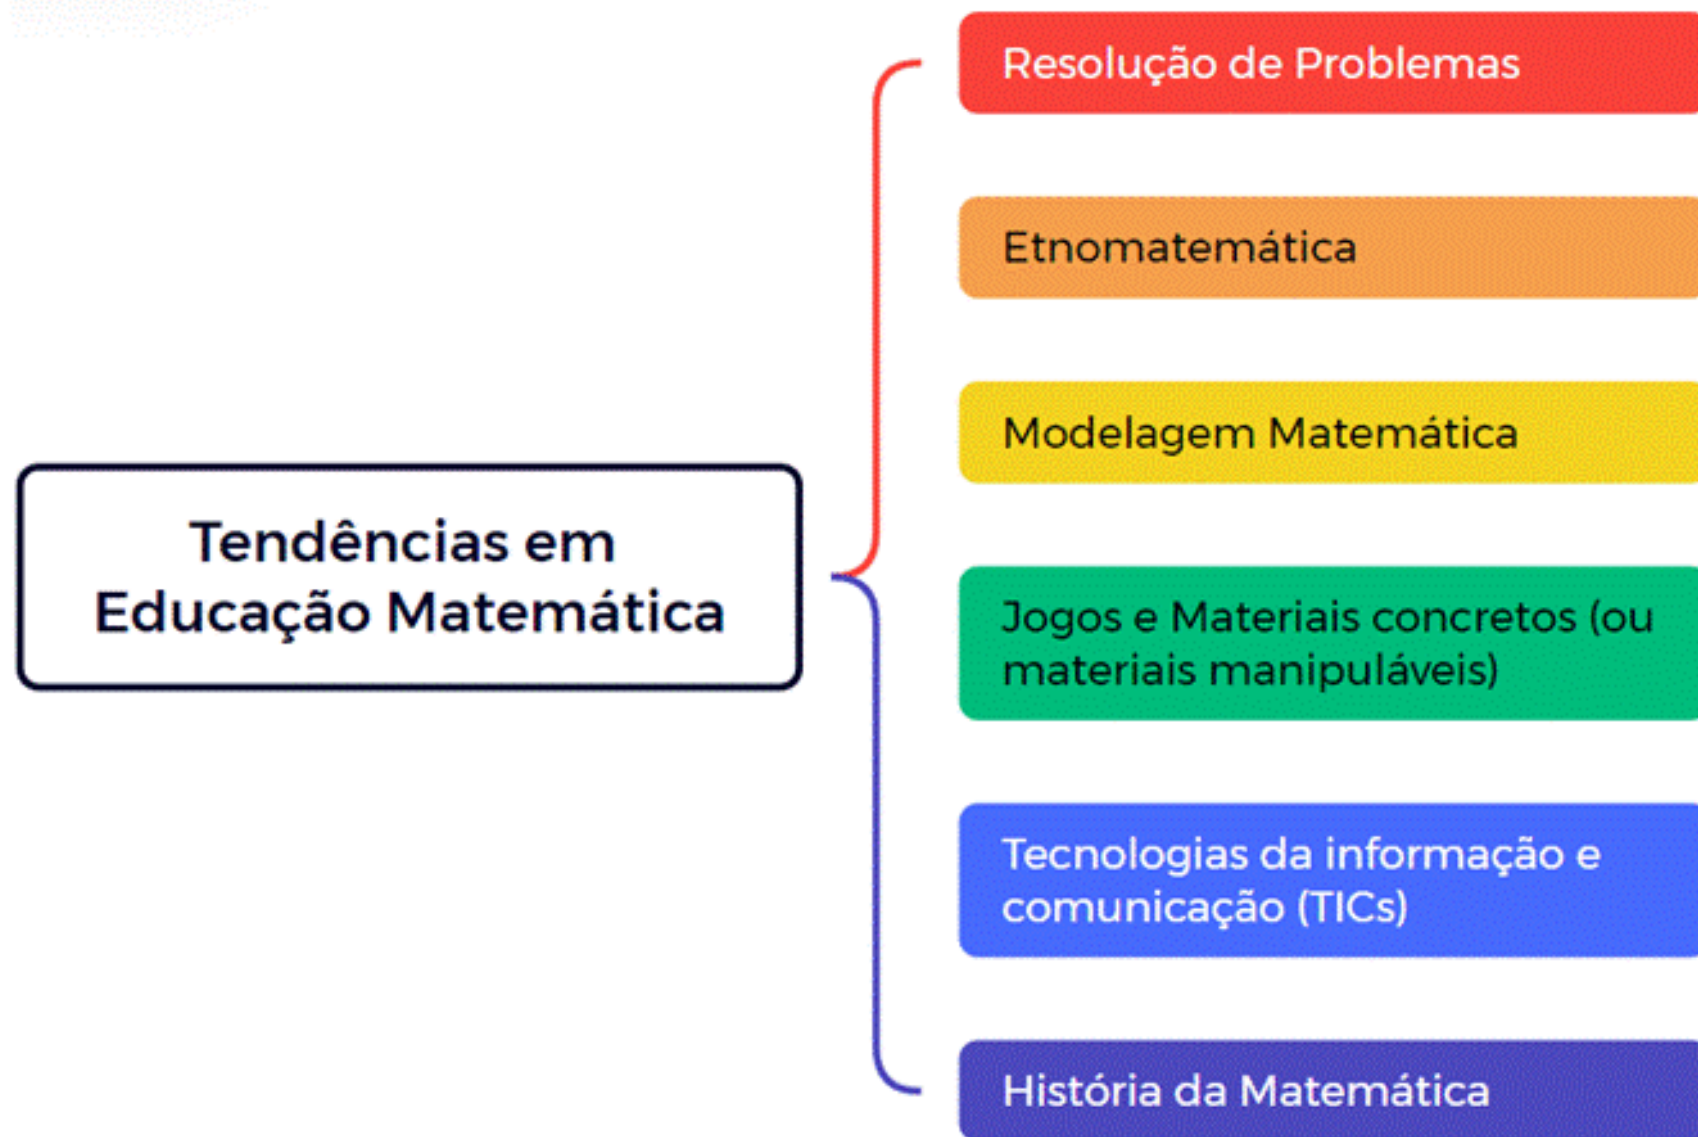 Tendências em
Educação Matemática
Resolução de Problemas
Etnomatemática
Modelagem Matemática
Jogos e Materiais concretos (ou
materiais manipuláveis)
Tecnologias da informação e
comunicação (TICs)
História da Matemática